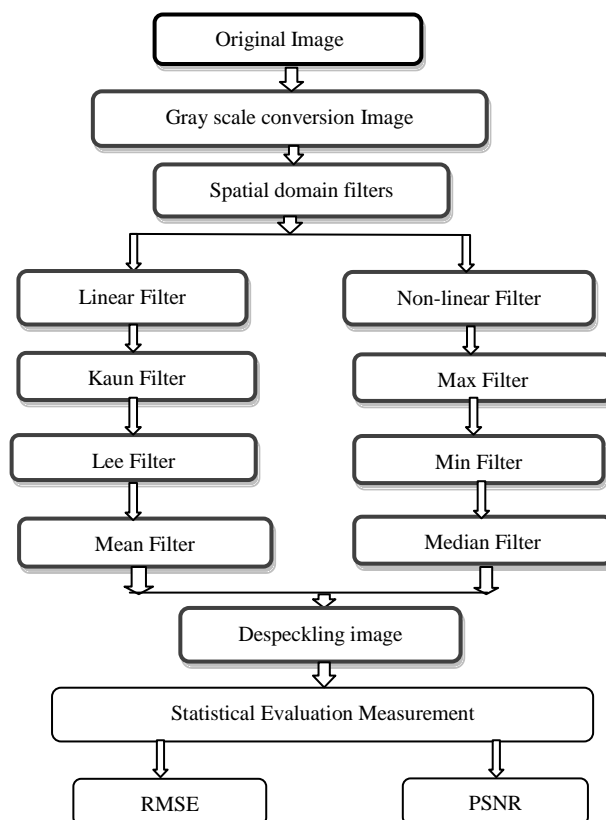 Original Image
Gray scale conversion Image
Spatial domain filters
Linear Filter
Non-linear Filter
Kaun Filter
Max Filter
Lee Filter
Min Filter
Mean Filter
Median Filter
Despeckling image
Statistical Evaluation Measurement
RMSE
PSNR